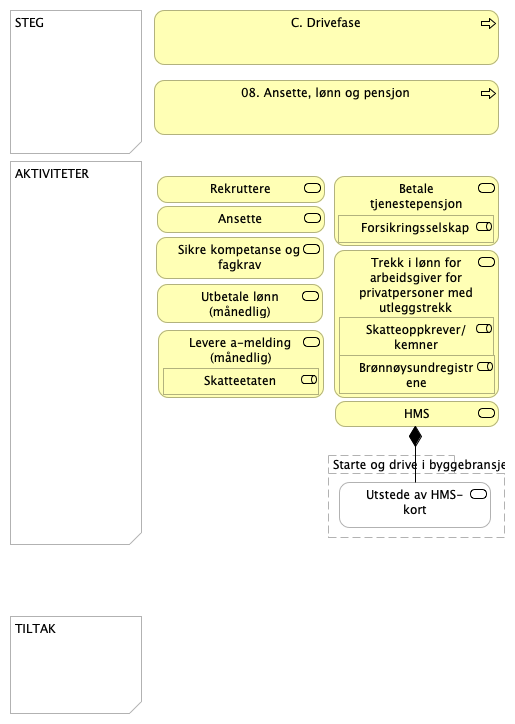 STEG
C. Drivefase
08. Ansette, lønn og pensjon
AKTIVITETER
Rekruttere
Ansette
Sikre kompetanse og
fagkrav
Utbetale lønn
(månedlig)
Levere a-melding
(månedlig)
Skatteetaten
Betale
tjenestepensjon
Forsikringsselskap
Trekk i lønn for
arbeidsgiver for
privatpersoner med
utleggstrekk
Skatteoppkrever/
kemner
Brønnøysundregistr
ene
HMS
Starte og drive i byggebransje
Utstede av HMS-
kort
TILTAK